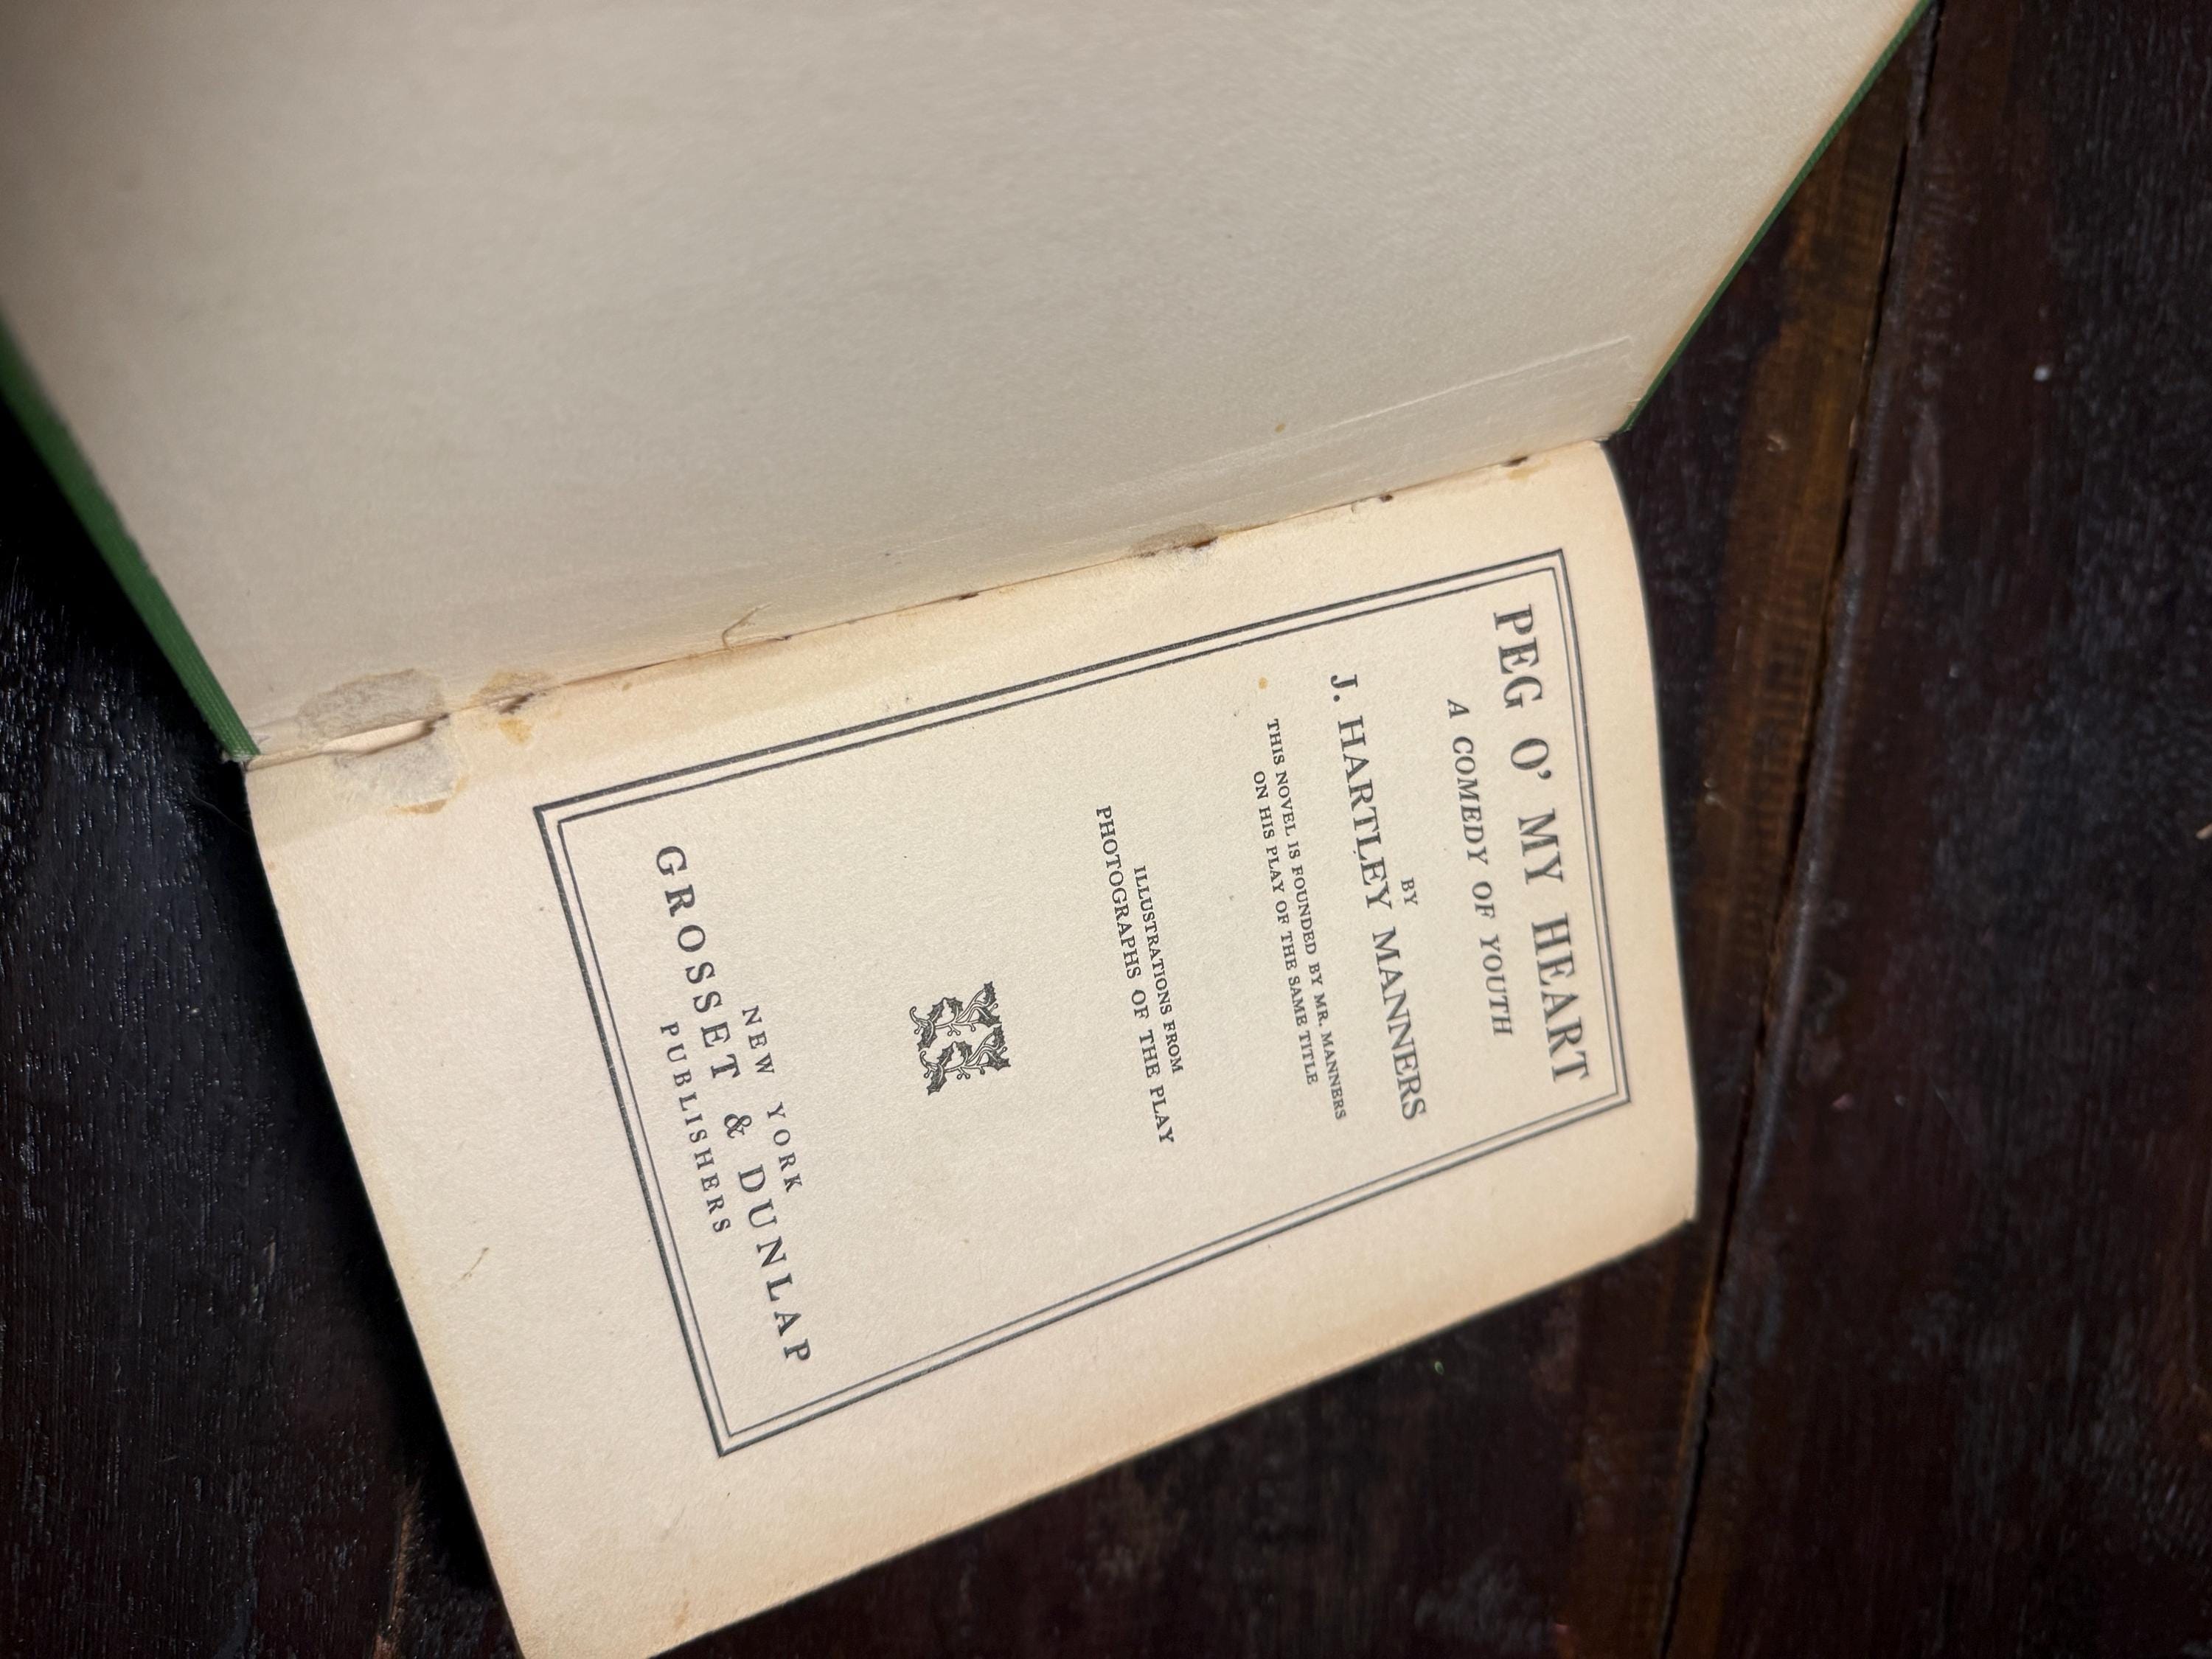 PEG O' MY HEART
A COMEDY OF YOUTH
BY
J. HARTLEY MANNERS
THIS NOVEL IS FOUNDED BY MR. MANNERS
ON HIS PLAY OF THE SAME TITLE
ILLUSTRATIONS FROM
PHOTOGRAPHS OF THE PLAY
NEW YORK
GROSSET & DUNLAP
PUBLISHERS